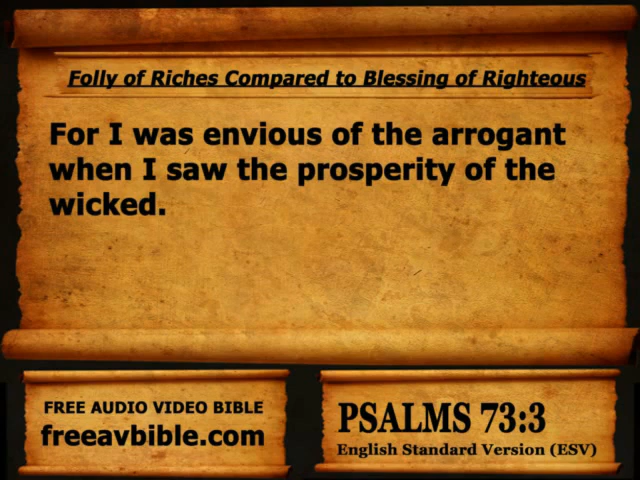 Folly of Riches Compared to Blessing of Righteous
For I was envious of the arrogant
when I saw the prosperity of the
wicked.
FREE AUDIO VIDEO BIBLE
freeavbible.com
PSALMS 73:3
English Standard Version (ESV)